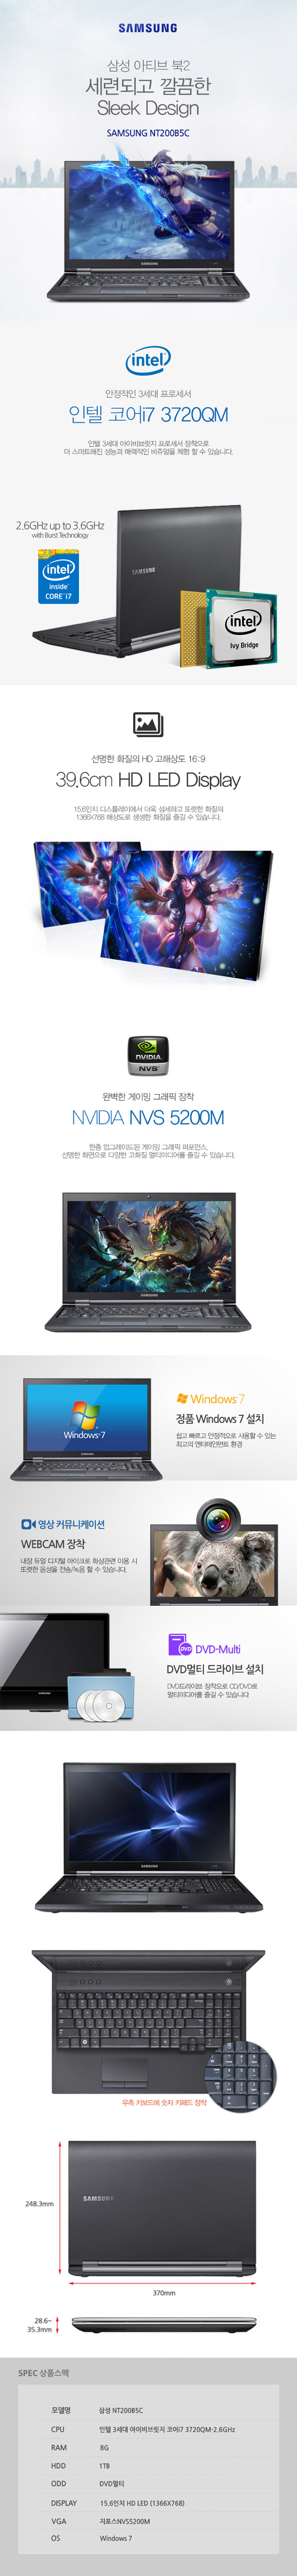 SAMSUNG
삼성 아티브 북2
세련되고 깔끔한
Sleek Design
SAMSUNG NT200B5C
SAMSUNG
intel
안정적인 3세대 프로세서
인텔 코어i7 3720QM
인텔 3세대 아이비브릿지 프로세서 장착으로
더 스마트해진 성능과 매력적인 비쥬얼을 체험 할 수 있습니다.
2.6GHz up to 3.6GHz
with Burst Technology
intel
inside
CORE i7
SAMSUNG
intel
Ivy Bridge
선명한 화질의 HD 고해상도 16:9
39.6cm HD LED Display
15.6인치 디스플레이에서 더욱 섬세하고 또렷한 화질의
1366X768 해상도로 생생한 화질을 즐길 수 있습니다.
NVIDIA
NVS
완벽한 게이밍 그래픽 장착
NVIDIA NVS 5200M
한층 업그레이드된 게이밍 그래픽 퍼포먼스,
선명한 화면으로 다양한 고화질 멀티미디어를 즐길 수 있습니다.
SAMSUNG
Windows 7
Windows 7
정품 Windows 7 설치
쉽고 빠르고 안정적으로 사용할 수 있는
최고의 엔터테인먼트 환경
영상 커뮤니케이션
WEBCAM 장착
내장 듀얼 디지털 마이크로 화상관련 이용 시
또렷한 음성을 전송/녹음 할 수 있습니다.
DVD
DVD-Multi
DVD멀티 드라이브 설치
DVD드라이브 장착으로 CD/DVD로
멀티미디어를 즐길 수 있습니다
SAMSUNG
우측 키보드에 숫자 키패드 장착
248.3mm
SAMSUNG
370mm
28.6~
35.3mm
SPEC 상품스펙
모델명 삼성 NT200B5C
CPU 인텔 3세대 아이비브릿지 코어i7 3720QM-2.6GHz
RAM 8G
HDD 1TB
ODD DVD멀티
DISPLAY 15.6인치 HD LED (1366X768)
VGA 지포스NVS5200M
OS Windows 7